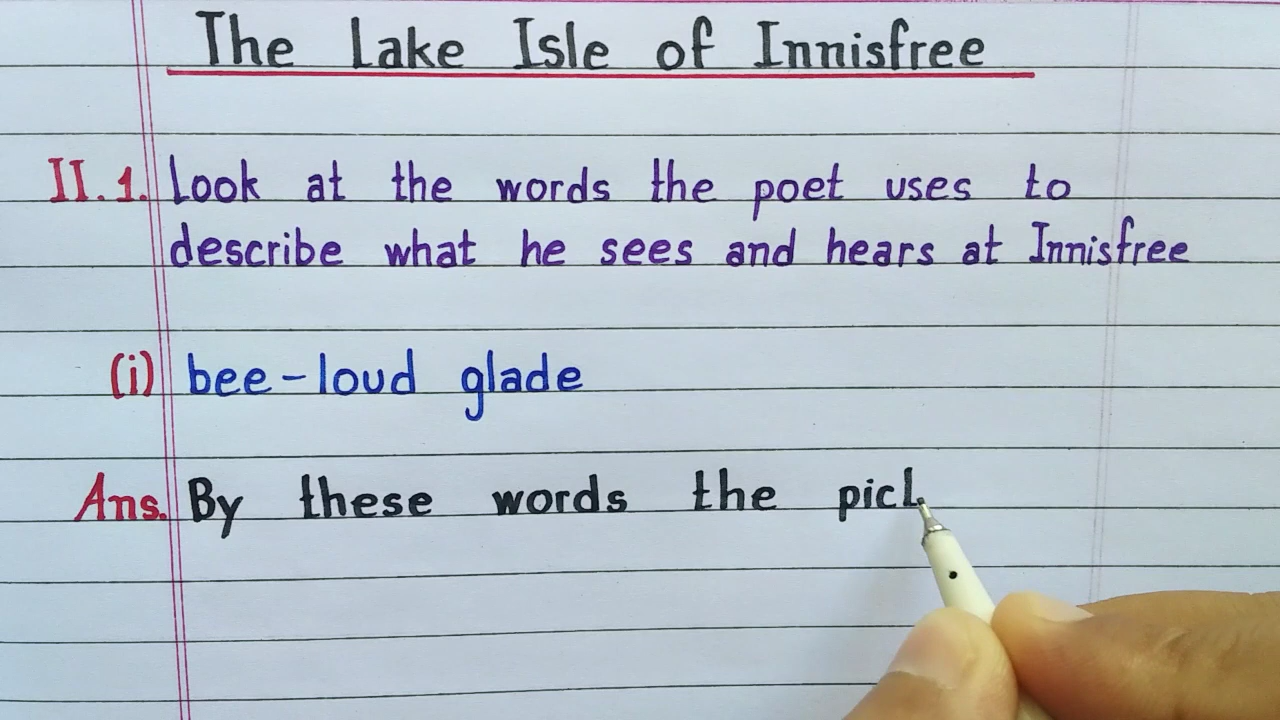 The Lake Isle of Innisfree
II.1. Look at the words the poet uses to
describe what he sees and hears at Innisfree
(i) bee-loud glade
Ans. By these words the pict